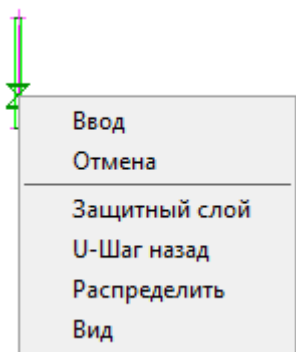 Ввод
Отмена
Защитный слой
U-Шаг назад
Распределить
Вид